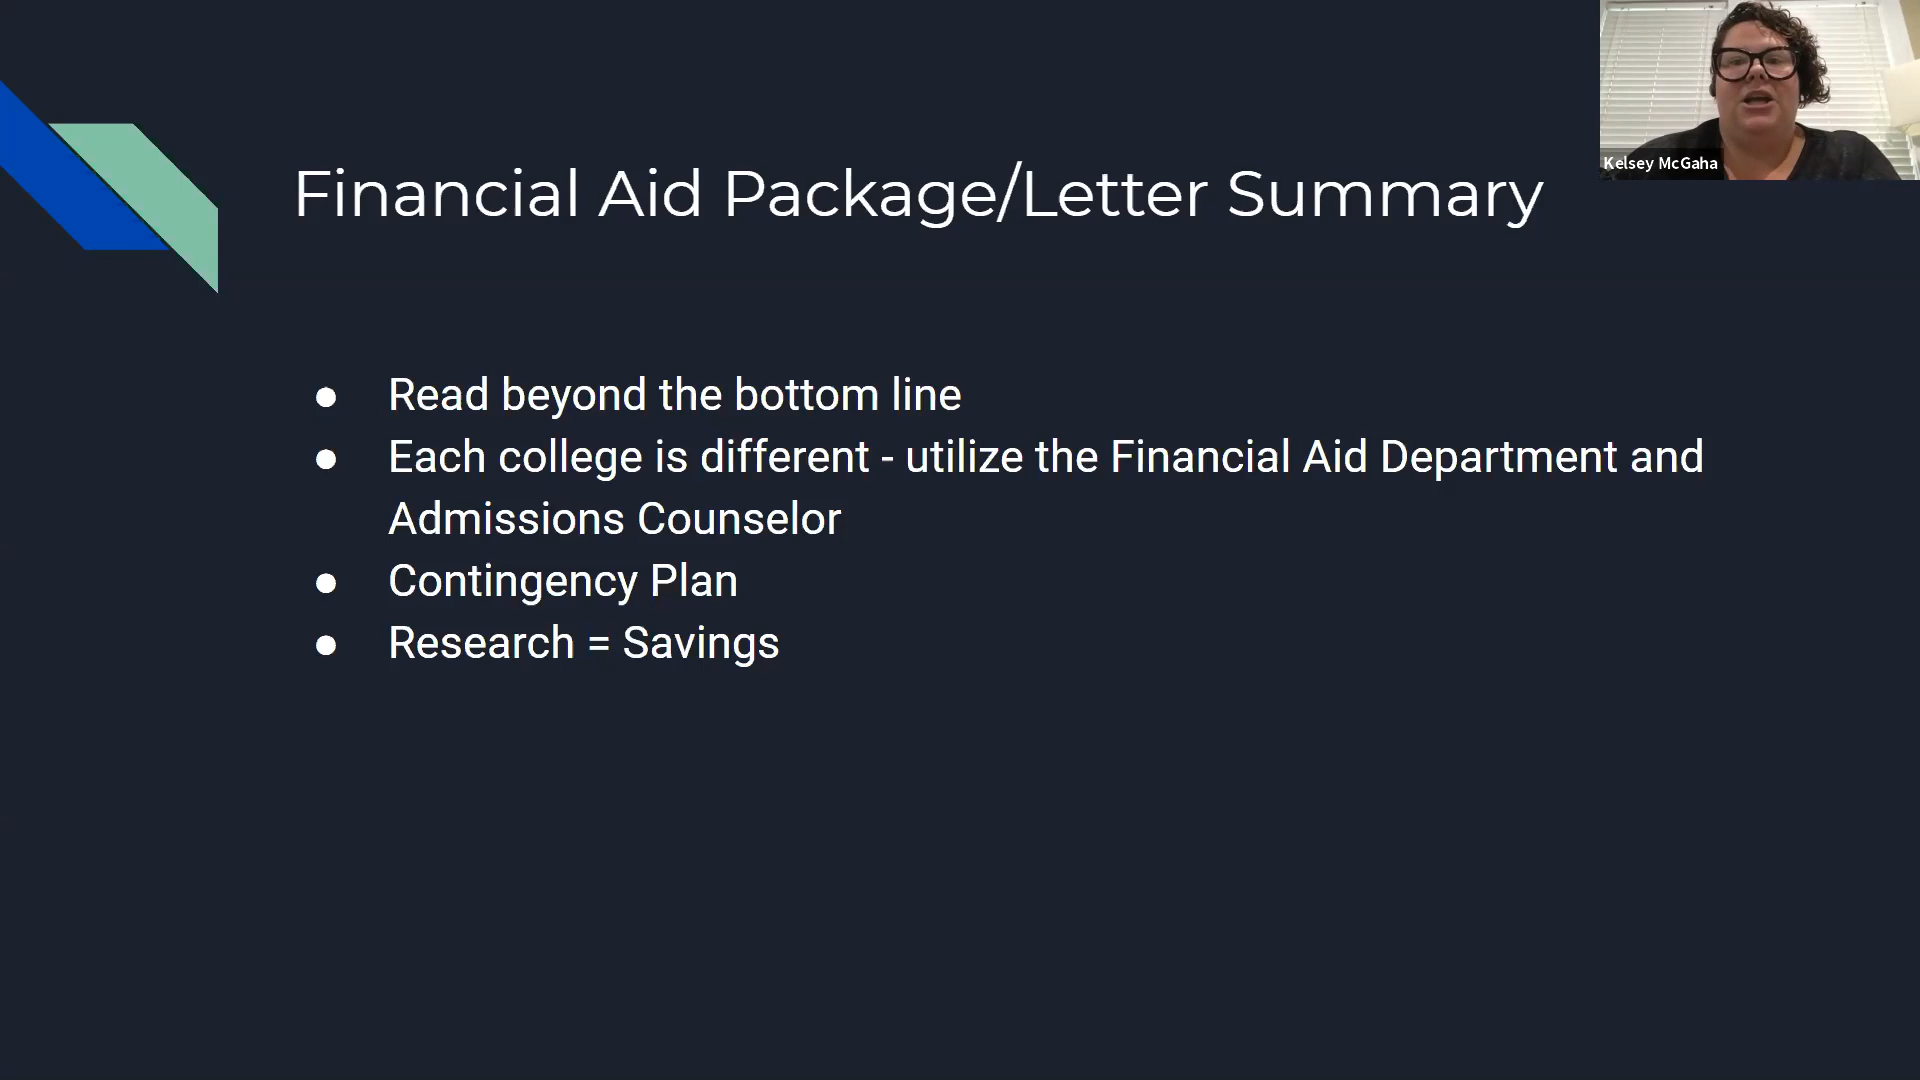 Financial Aid Package/Letter Summary
Kelsey McGaha
● Read beyond the bottom line
● Each college is different - utilize the Financial Aid Department and
Admissions Counselor
● Contingency Plan
● Research = Savings